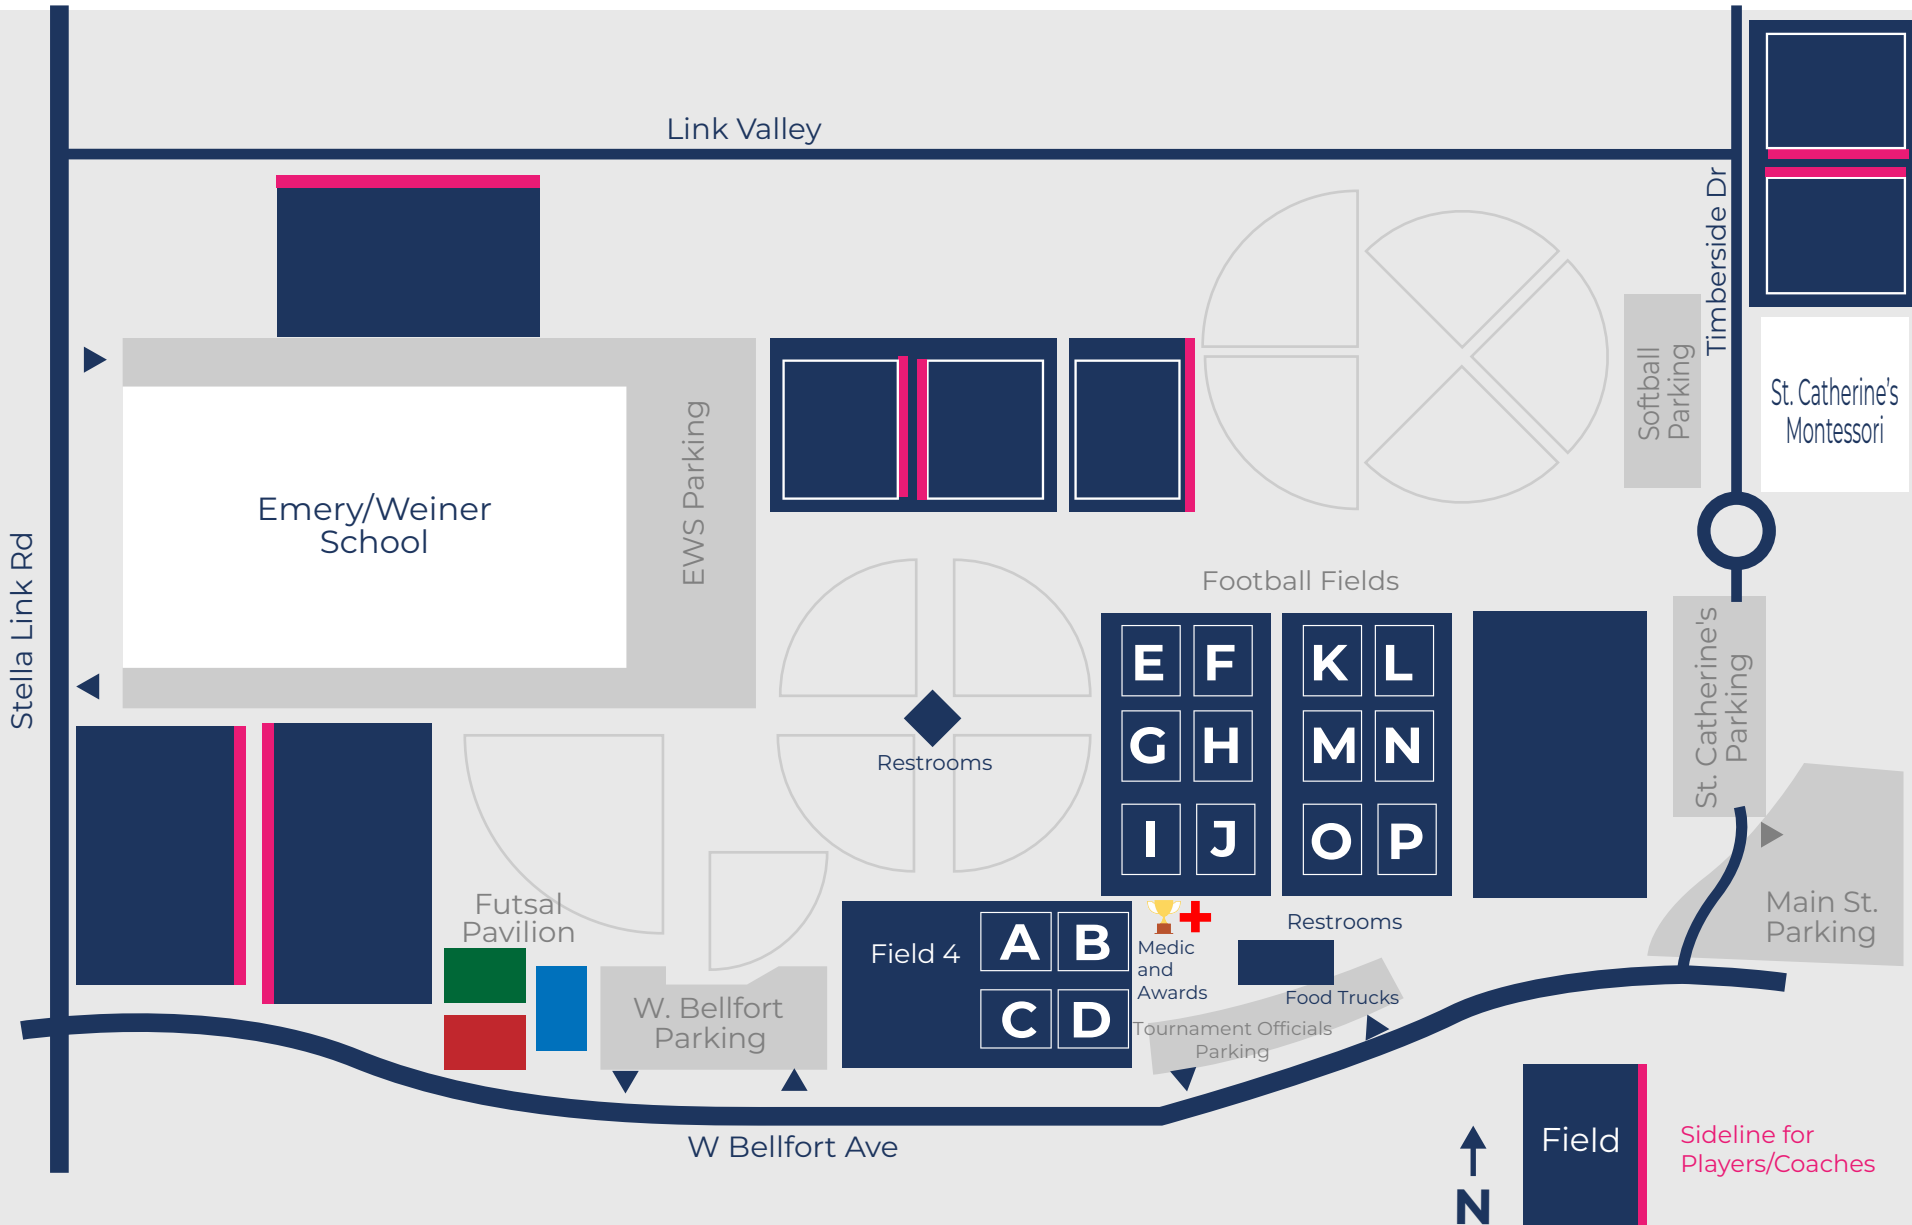 Link Valley
Timberside Dr
St. Catherine's
Montessori
Softball
Parking
EWS Parking
Emery/Weiner
School
Stella Link Rd
Football Fields
E F
K L
G H
M N
I J
O P
St. Catherine's
Parking
Restrooms
Futsal
Pavilion
Main St.
Parking
Field 4
A B
C D
Medic
and
Awards
Restrooms
Food Trucks
W. Bellfort
Parking
Tournament Officials
Parking
W Bellfort Ave
Field
Sideline for
Players/Coaches
N